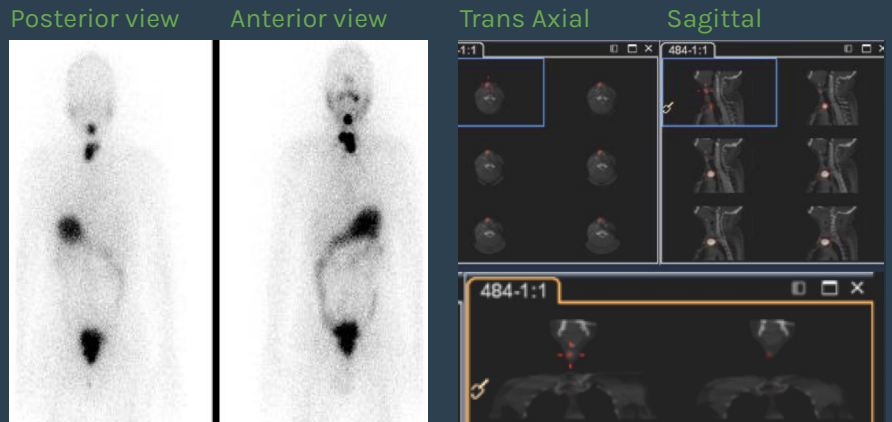 Posterior view
Anterior view
Trans Axial
Sagittal
-1:1
484-1:1
484-1:1